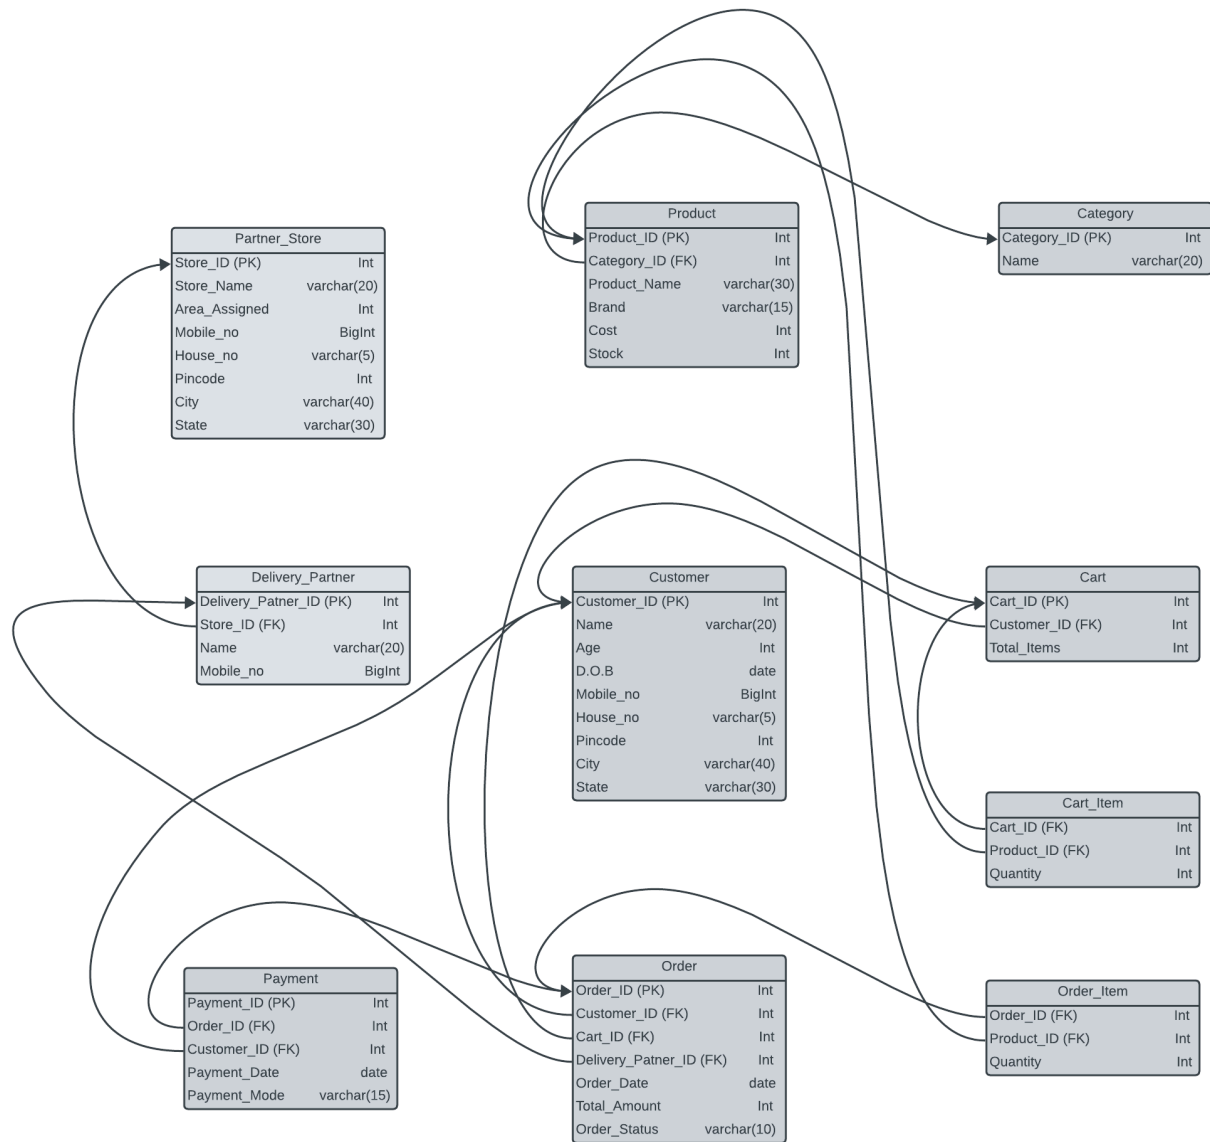 Partner_Store
Store_ID (PK) Int
Store_Name varchar(20)
Area_Assigned Int
Mobile_no BigInt
House_no varchar(5)
Pincode Int
City varchar(40)
State varchar(30)
Product
Product_ID (PK) Int
Category_ID (FK) Int
Product_Name varchar(30)
Brand varchar(15)
Cost Int
Stock Int
Category
Category_ID (PK) Int
Name varchar(20)
Delivery_Partner
Delivery_Patner_ID (PK) Int
Store_ID (FK) Int
Name varchar(20)
Mobile_no BigInt
Customer
Customer_ID (PK) Int
Name varchar(20)
Age Int
D.O.B date
Mobile_no BigInt
House_no varchar(5)
Pincode Int
City varchar(40)
State varchar(30)
Cart
Cart_ID (PK) Int
Customer_ID (FK) Int
Total_Items Int
Cart_Item
Cart_ID (FK) Int
Product_ID (FK) Int
Quantity Int
Payment
Payment_ID (PK) Int
Order_ID (FK) Int
Customer_ID (FK) Int
Payment_Date date
Payment_Mode varchar(15)
Order
Order_ID (PK) Int
Customer_ID (FK) Int
Cart_ID (FK) Int
Delivery_Patner_ID (FK) Int
Order_Date date
Total_Amount Int
Order_Status varchar(10)
Order_Item
Order_ID (FK) Int
Product_ID (FK) Int
Quantity Int